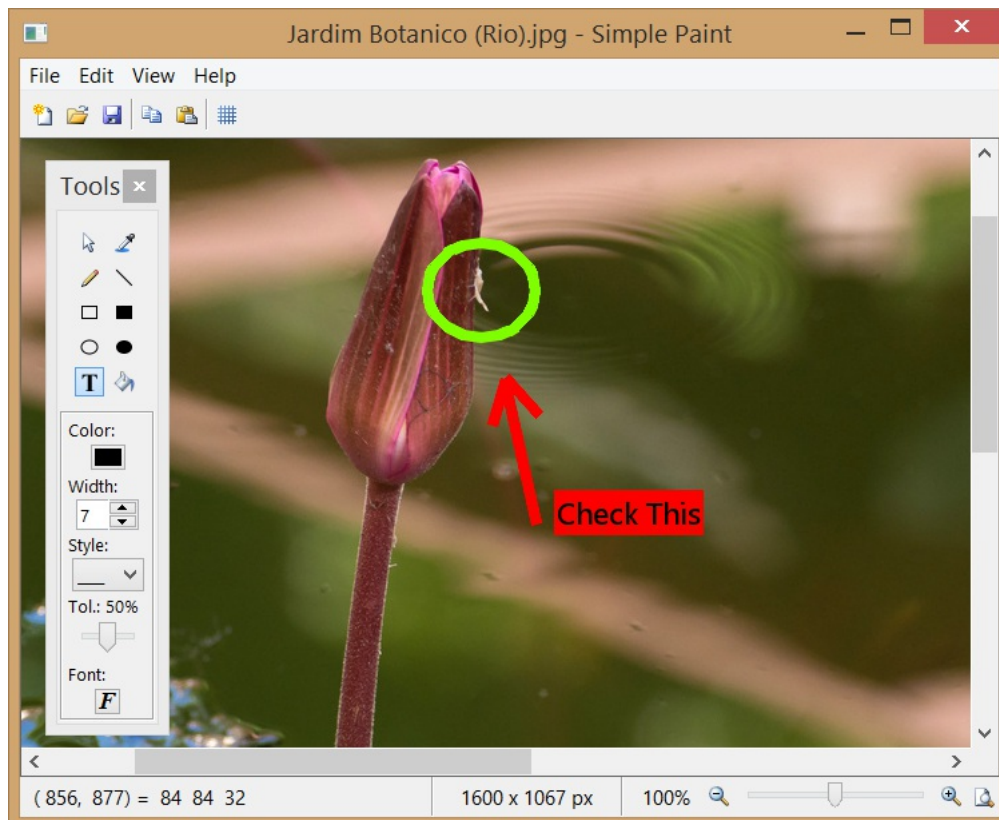 Jardim Botanico (Rio).jpg - Simple Paint
File Edit View Help
Tools
T
Color:
Width:
7
Style:
Tol.: 50%
Font:
F
Check This
( 856, 877) = 84 84 32
1600 x 1067 px
100%